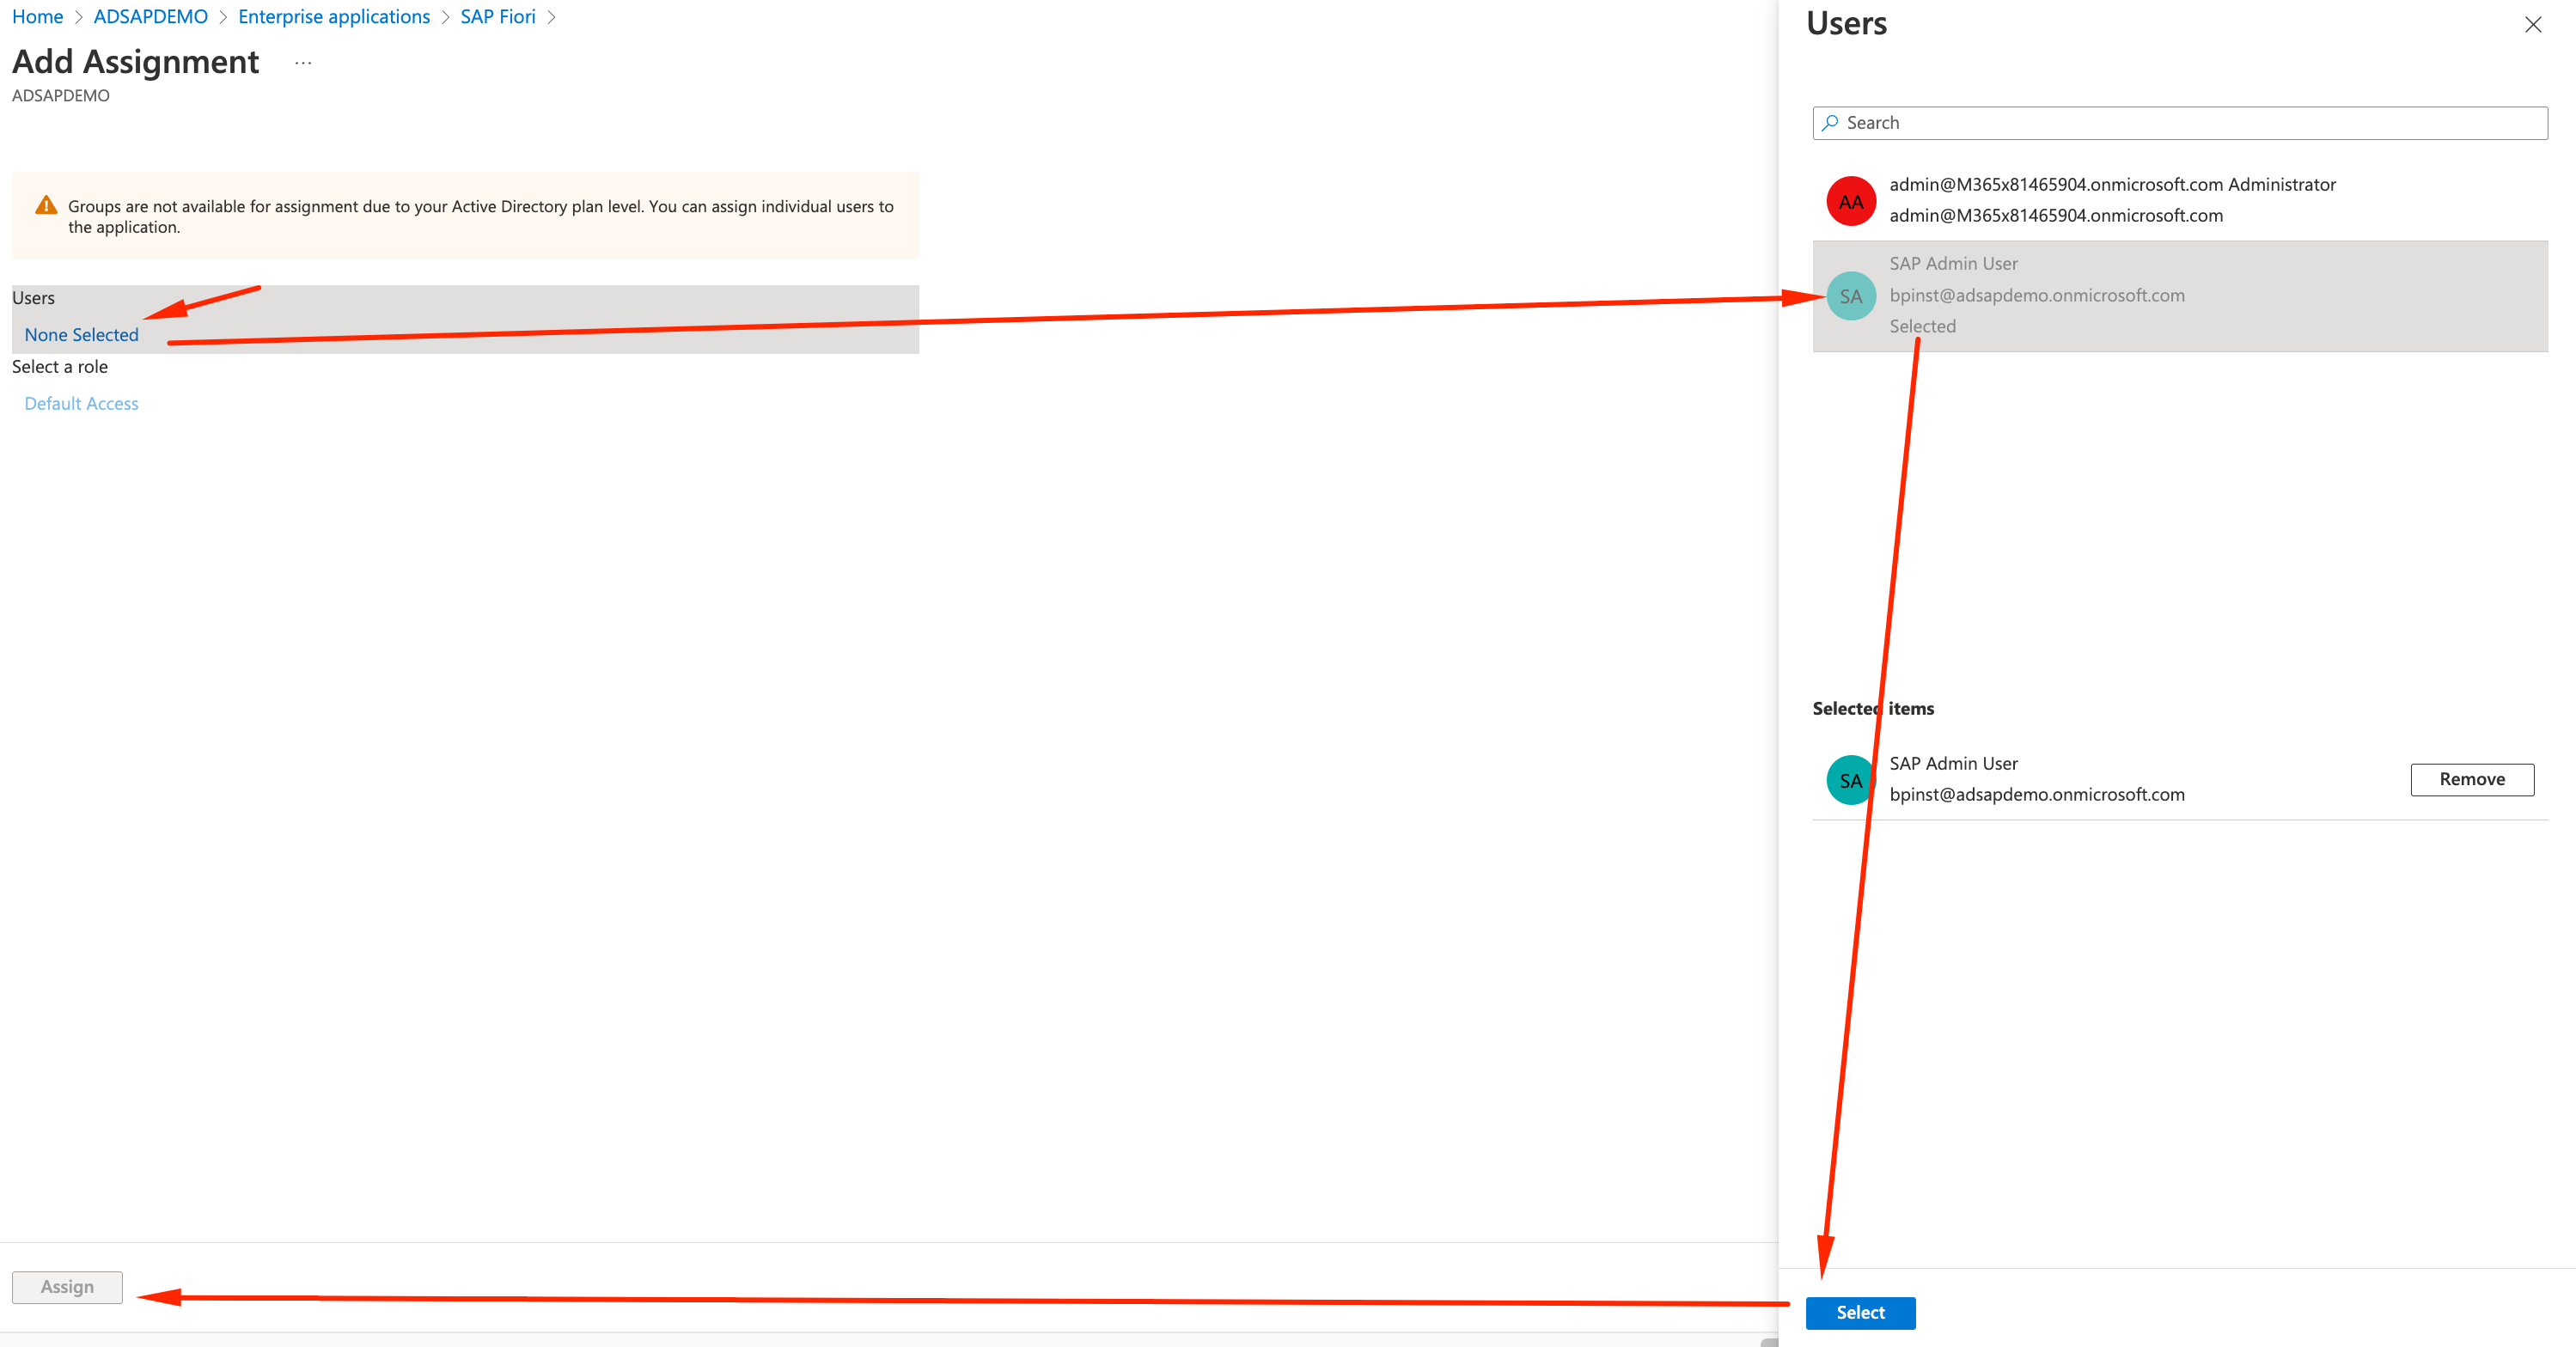 Home > ADSAPDEMO > Enterprise applications > SAP Fiori >
Add Assignment ...
ADSAPDEMO
Groups are not available for assignment due to your Active Directory plan level. You can assign individual users to
the application.
Users
None Selected
Select a role
Default Access
Assign
Users
Search
AA
admin@M365x81465904.onmicrosoft.com Administrator
admin@M365x81465904.onmicrosoft.com
SA
SAP Admin User
bpinst@adsapdemo.onmicrosoft.com
Selected
Selected items
SA
SAP Admin User
bpinst@adsapdemo.onmicrosoft.com
Remove
Select